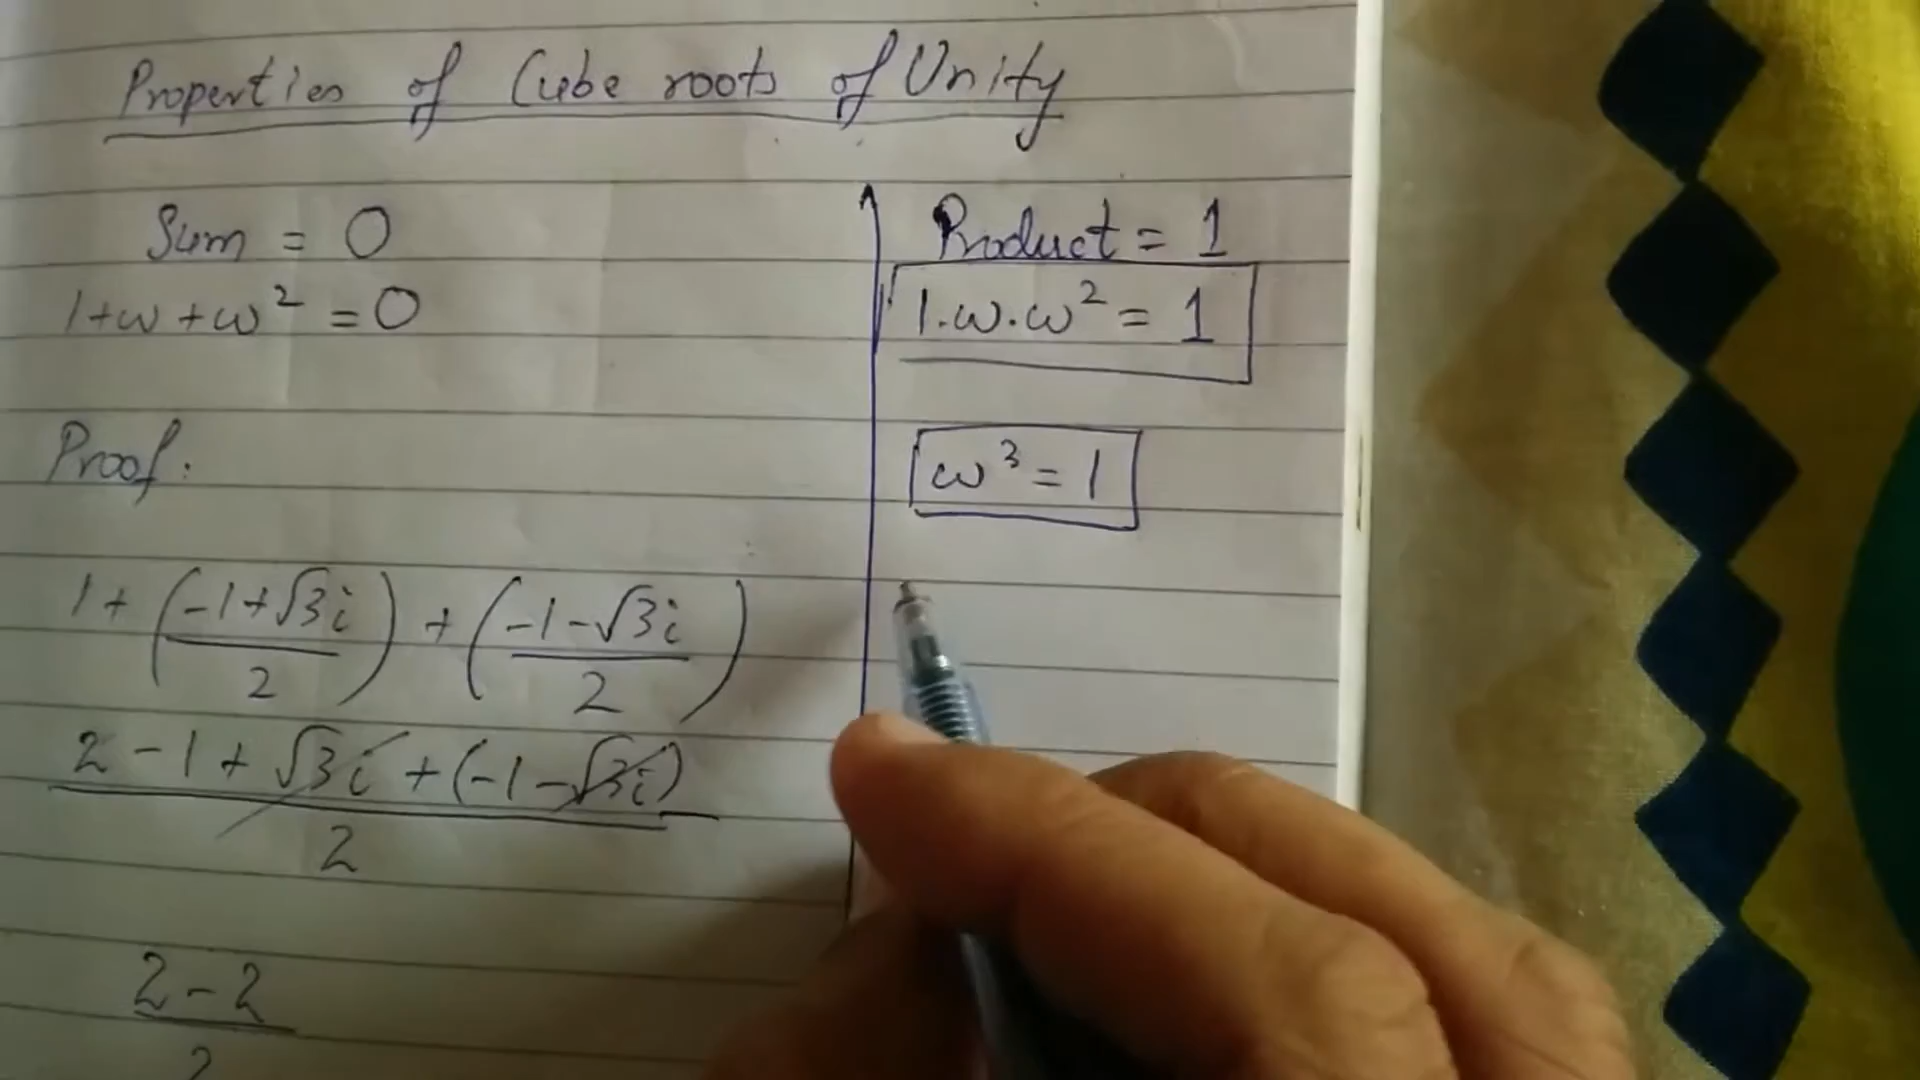 Properties of Cube roots of Unity
Sum = 0
1+ω+ω² = 0
Proof:
1 + (-1+√3i / 2) + (-1-√3i / 2)
2 - 1 + √3i + (-1-√3i)
2
2-2
2
Product = 1
1.ω.ω² = 1
ω³ = 1